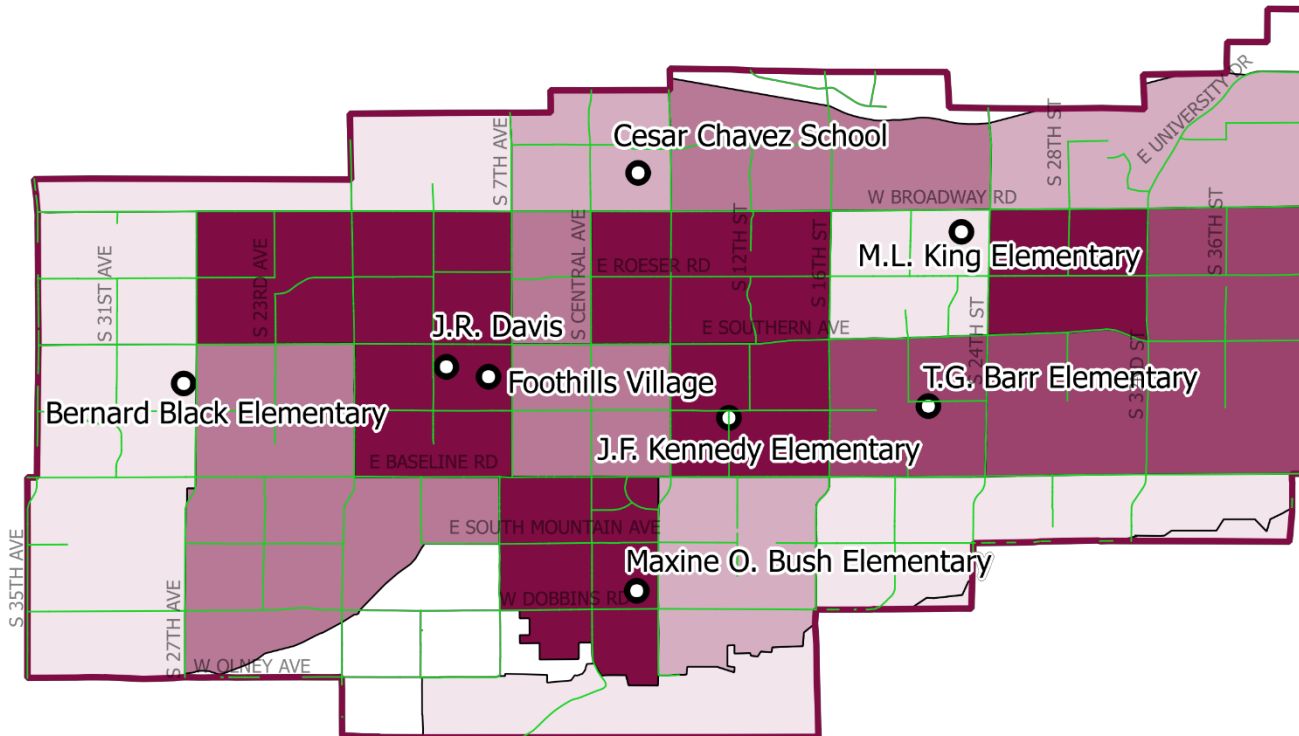 E UNIVERSITY DR
S 28TH ST
S 7TH AVE
Cesar Chavez School
W BROADWAY RD
S 36TH ST
S 31ST AVE
S 23RD AVE
S CENTRAL AVE
E ROESER RD
S 12TH ST
S 16TH ST
M.L. King Elementary
J.R. Davis
E SOUTHERN AVE
S 24TH ST
S 32ND ST
Foothills Village
T.G. Barr Elementary
Bernard Black Elementary
J.F. Kennedy Elementary
E BASELINE RD
E SOUTH MOUNTAIN AVE
S 35TH AVE
Maxine O. Bush Elementary
W DOBBINS RD
S 27TH AVE
W OLNEY AVE